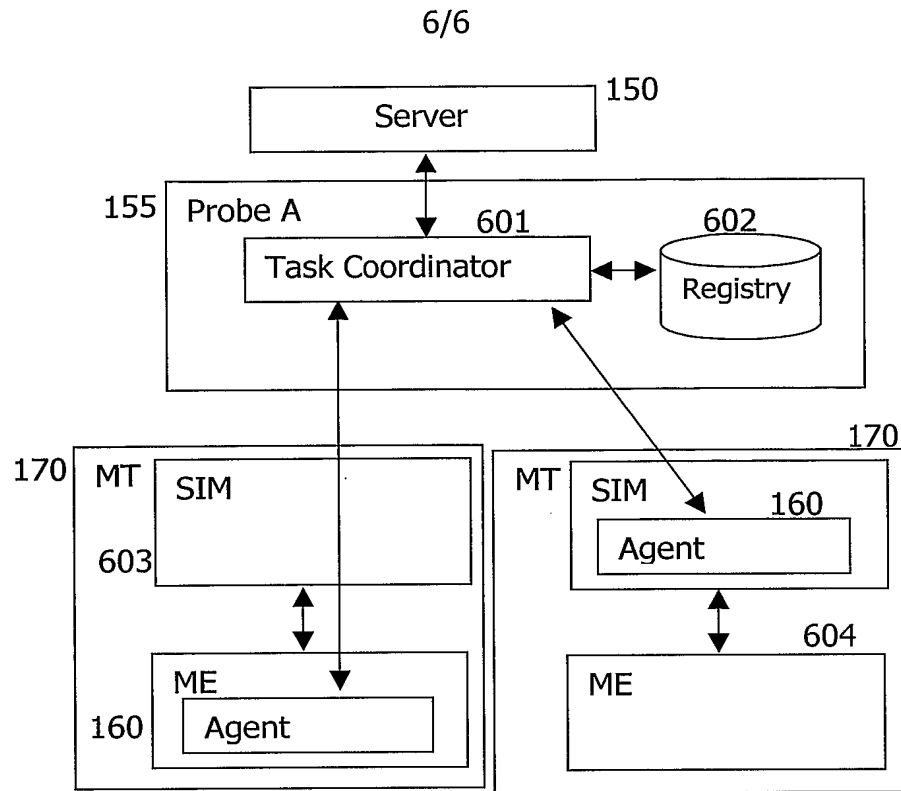 6/6
150
Server
155
Probe A
601
602
Task Coordinator
Registry
170
MT
SIM
603
ME
160
Agent
170
MT
SIM
160
Agent
604
ME